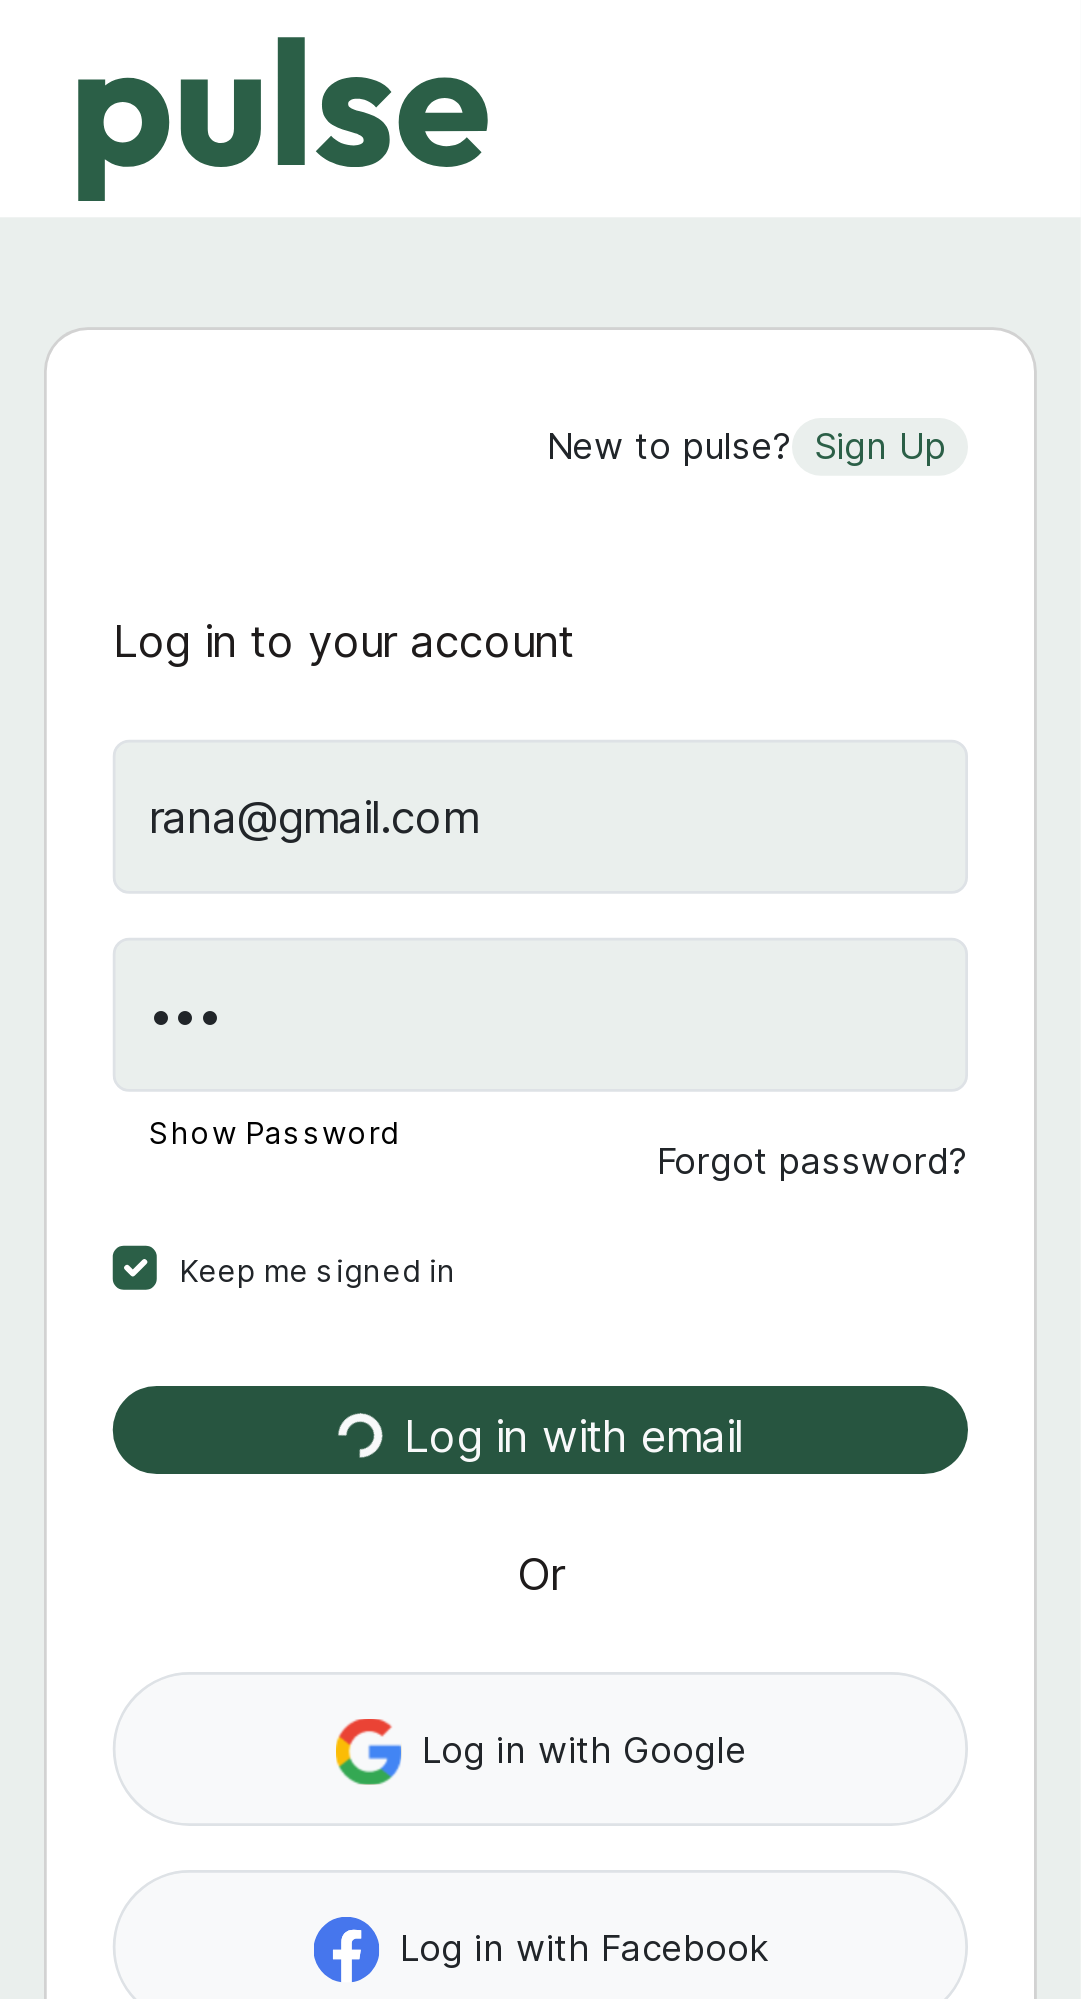 pulse
New to pulse? Sign Up
Log in to your account
rana@gmail.com
•••
Show Password
Forgot password?
Keep me signed in
Log in with email
Or
Log in with Google
Log in with Facebook